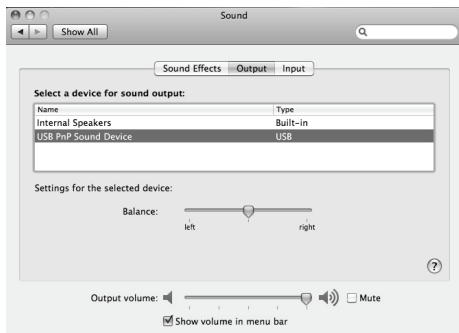 Sound
Show All
Sound Effects Output Input
Select a device for sound output:
Name Type
Internal Speakers Built-in
USB PnP Sound Device USB
Settings for the selected device:
Balance:
left right
?
Output volume: Mute
Show volume in menu bar